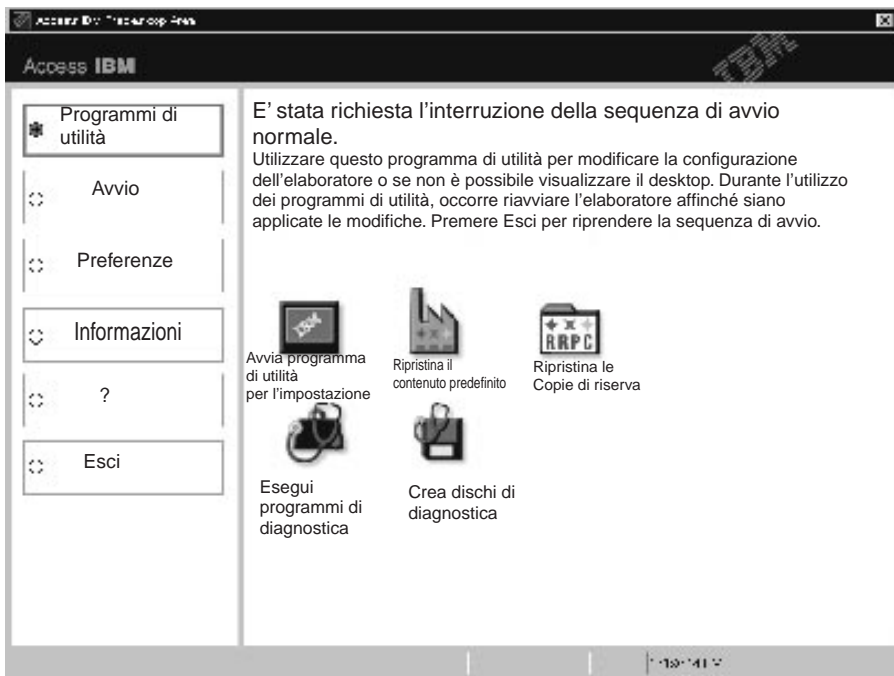 Access IBM
IBM
Programmi di
utilità
Avvio
Preferenze
Informazioni
?
Esci
E' stata richiesta l'interruzione della sequenza di avvio
normale.
Utilizzare questo programma di utilità per modificare la configurazione
dell'elaboratore o se non è possibile visualizzare il desktop. Durante l'utilizzo
dei programmi di utilità, occorre riavviare l'elaboratore affinché siano
applicate le modifiche. Premere Esci per riprendere la sequenza di avvio.
IBM
Avvia programma
di utilità
per l'impostazione
Ripristina il
contenuto predefinito
RRPC
Ripristina le
Copie di riserva
Esegui
programmi di
diagnostica
Crea dischi di
diagnostica